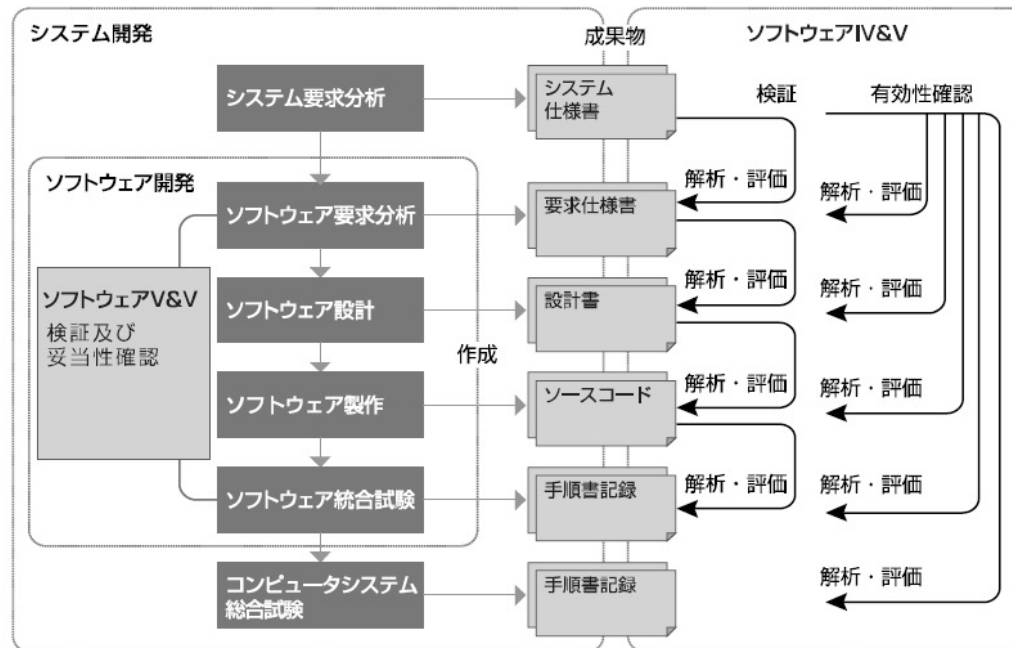 システム開発
成果物
ソフトウェアIV&V
システム要求分析
システム
仕様書
検証
有効性確認
ソフトウェア開発
解析・評価
解析・評価
ソフトウェア要求分析
要求仕様書
ソフトウェアV&V
検証及び
妥当性確認
解析・評価
解析・評価
ソフトウェア設計
設計書
作成
解析・評価
解析・評価
ソフトウェア製作
ソースコード
解析・評価
解析・評価
ソフトウェア統合試験
手順書記録
コンピュータシステム
総合試験
手順書記録
解析・評価